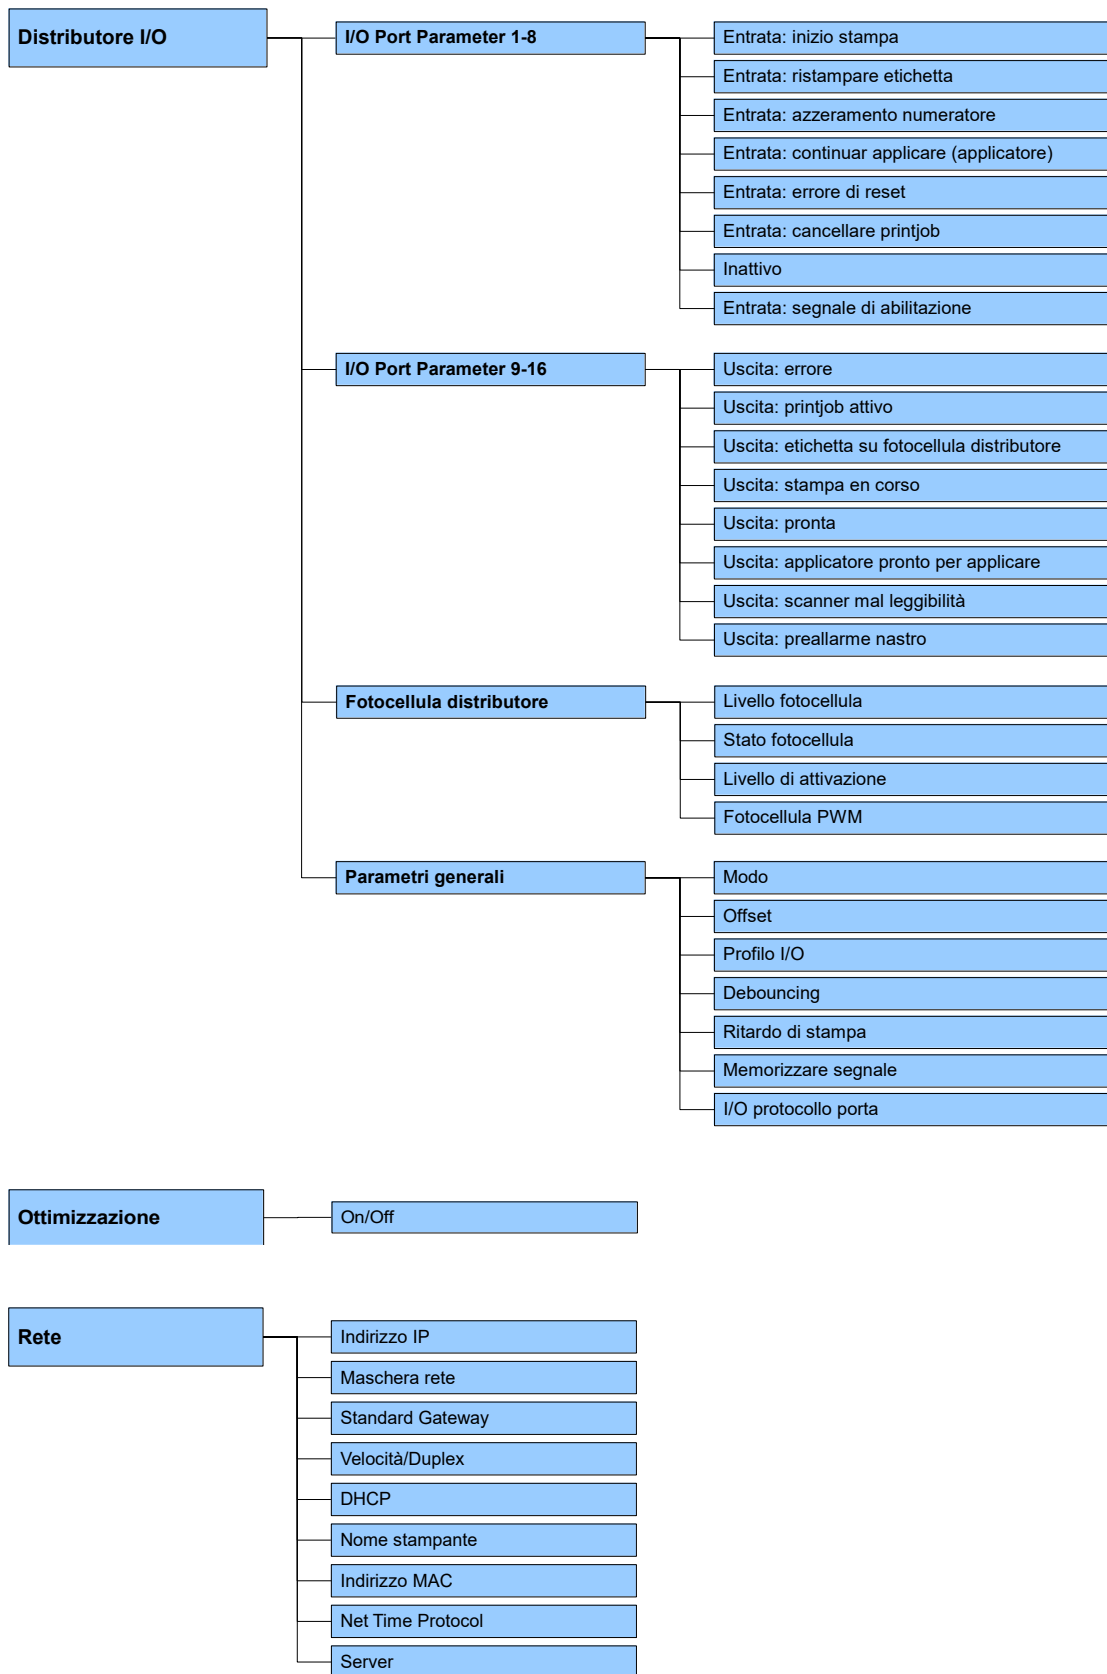 Distributore I/O
I/O Port Parameter 1-8
Entrata: inizio stampa
Entrata: ristampare etichetta
Entrata: azzeramento numeratore
Entrata: continuar applicare (applicatore)
Entrata: errore di reset
Entrata: cancellare printjob
Inattivo
Entrata: segnale di abilitazione
I/O Port Parameter 9-16
Uscita: errore
Uscita: printjob attivo
Uscita: etichetta su fotocellula distributore
Uscita: stampa en corso
Uscita: pronta
Uscita: applicatore pronto per applicare
Uscita: scanner mal leggibilità
Uscita: preallarme nastro
Fotocellula distributore
Livello fotocellula
Stato fotocellula
Livello di attivazione
Fotocellula PWM
Parametri generali
Modo
Offset
Profilo I/O
Debouncing
Ritardo di stampa
Memorizzare segnale
I/O protocollo porta
Ottimizzazione
On/Off
Rete
Indirizzo IP
Maschera rete
Standard Gateway
Velocità/Duplex
DHCP
Nome stampante
Indirizzo MAC
Net Time Protocol
Server